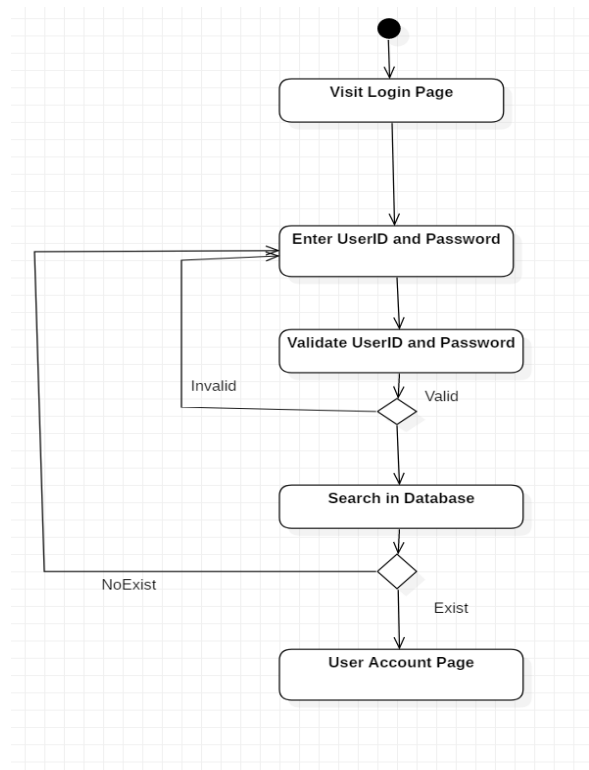 Visit Login Page
Enter UserID and Password
Validate UserID and Password
Invalid
Valid
Search in Database
NoExist
Exist
User Account Page